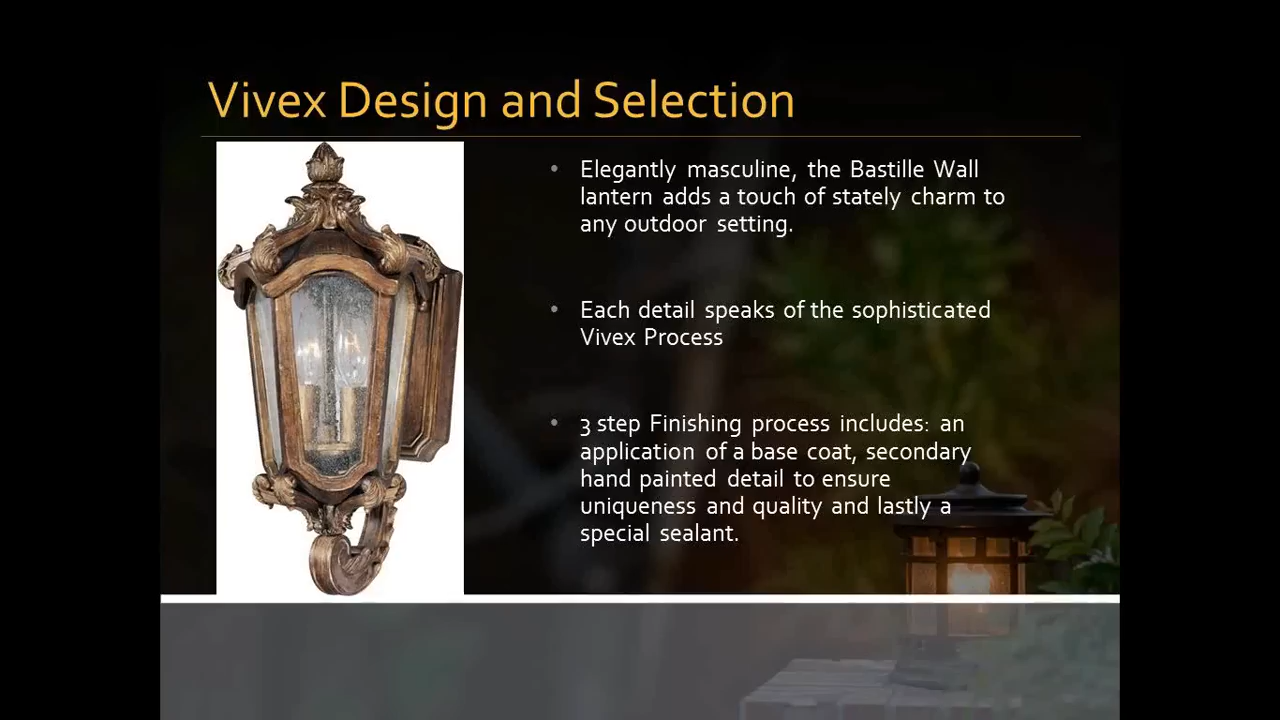 Vivex Design and Selection
• Elegantly masculine, the Bastille Wall
lantern adds a touch of stately charm to
any outdoor setting.
• Each detail speaks of the sophisticated
Vivex Process
• 3 step Finishing process includes: an
application of a base coat, secondary
hand painted detail to ensure
uniqueness and quality and lastly a
special sealant.